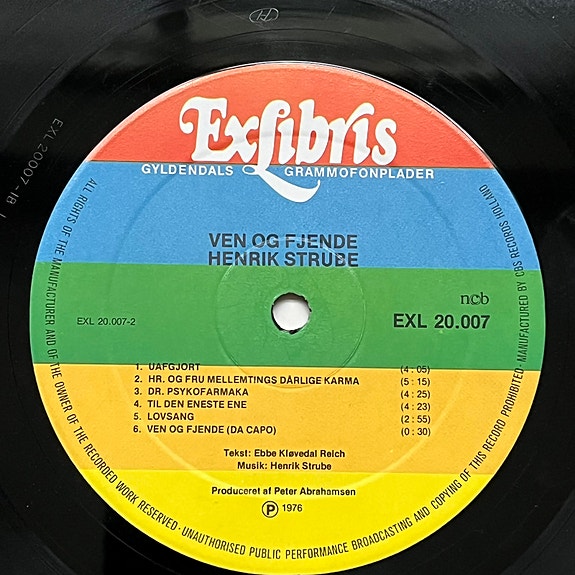 ExLibris
GYLDENDALS GRAMMOFONPLADER
VEN OG FJENDE
HENRIK STRUBE
ncb
EXL 20.007-2
EXL 20.007
1. UAFGJORT (4:05)
2. HR. OG FRU MELLEMTINGS DÅRLIGE KARMA (5:15)
3. DR. PSYKOFARMAKA (4:25)
4. TIL DEN ENESTE ENE (4:23)
5. LOVSANG (2:55)
6. VEN OG FJENDE (DA CAPO) (0:30)
Tekst: Ebbe Kløvedal Reich
Musik: Henrik Strube
Produceret af Peter Abrahamsen
Ⓟ 1976
ALL RIGHTS OF THE MANUFACTURER AND OF THE OWNER OF THE RECORDED WORK RESERVED · UNAUTHORISED PUBLIC PERFORMANCE BROADCASTING AND COPYING OF THIS RECORD PROHIBITED · MANUFACTURED BY CBS RECORDS HOLLAND
EXL-20007-1B